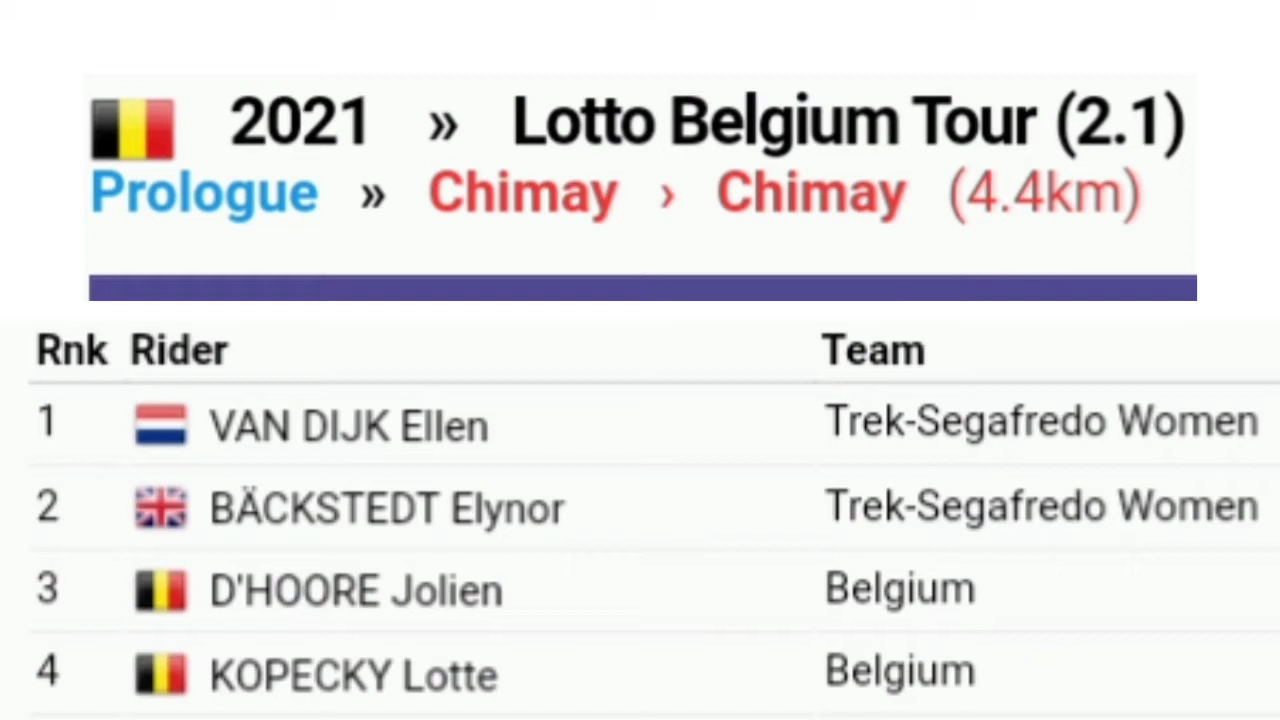 2021 » Lotto Belgium Tour (2.1)
Prologue » Chimay › Chimay (4.4km)
Rnk Rider Team
1 VAN DIJK Ellen Trek-Segafredo Women
2 BÄCKSTEDT Elynor Trek-Segafredo Women
3 D'HOORE Jolien Belgium
4 KOPECKY Lotte Belgium